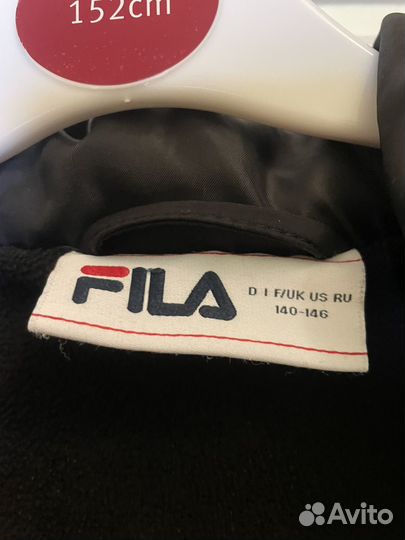 152cm
FILA
D I F/UK US RU
140-146
Avito